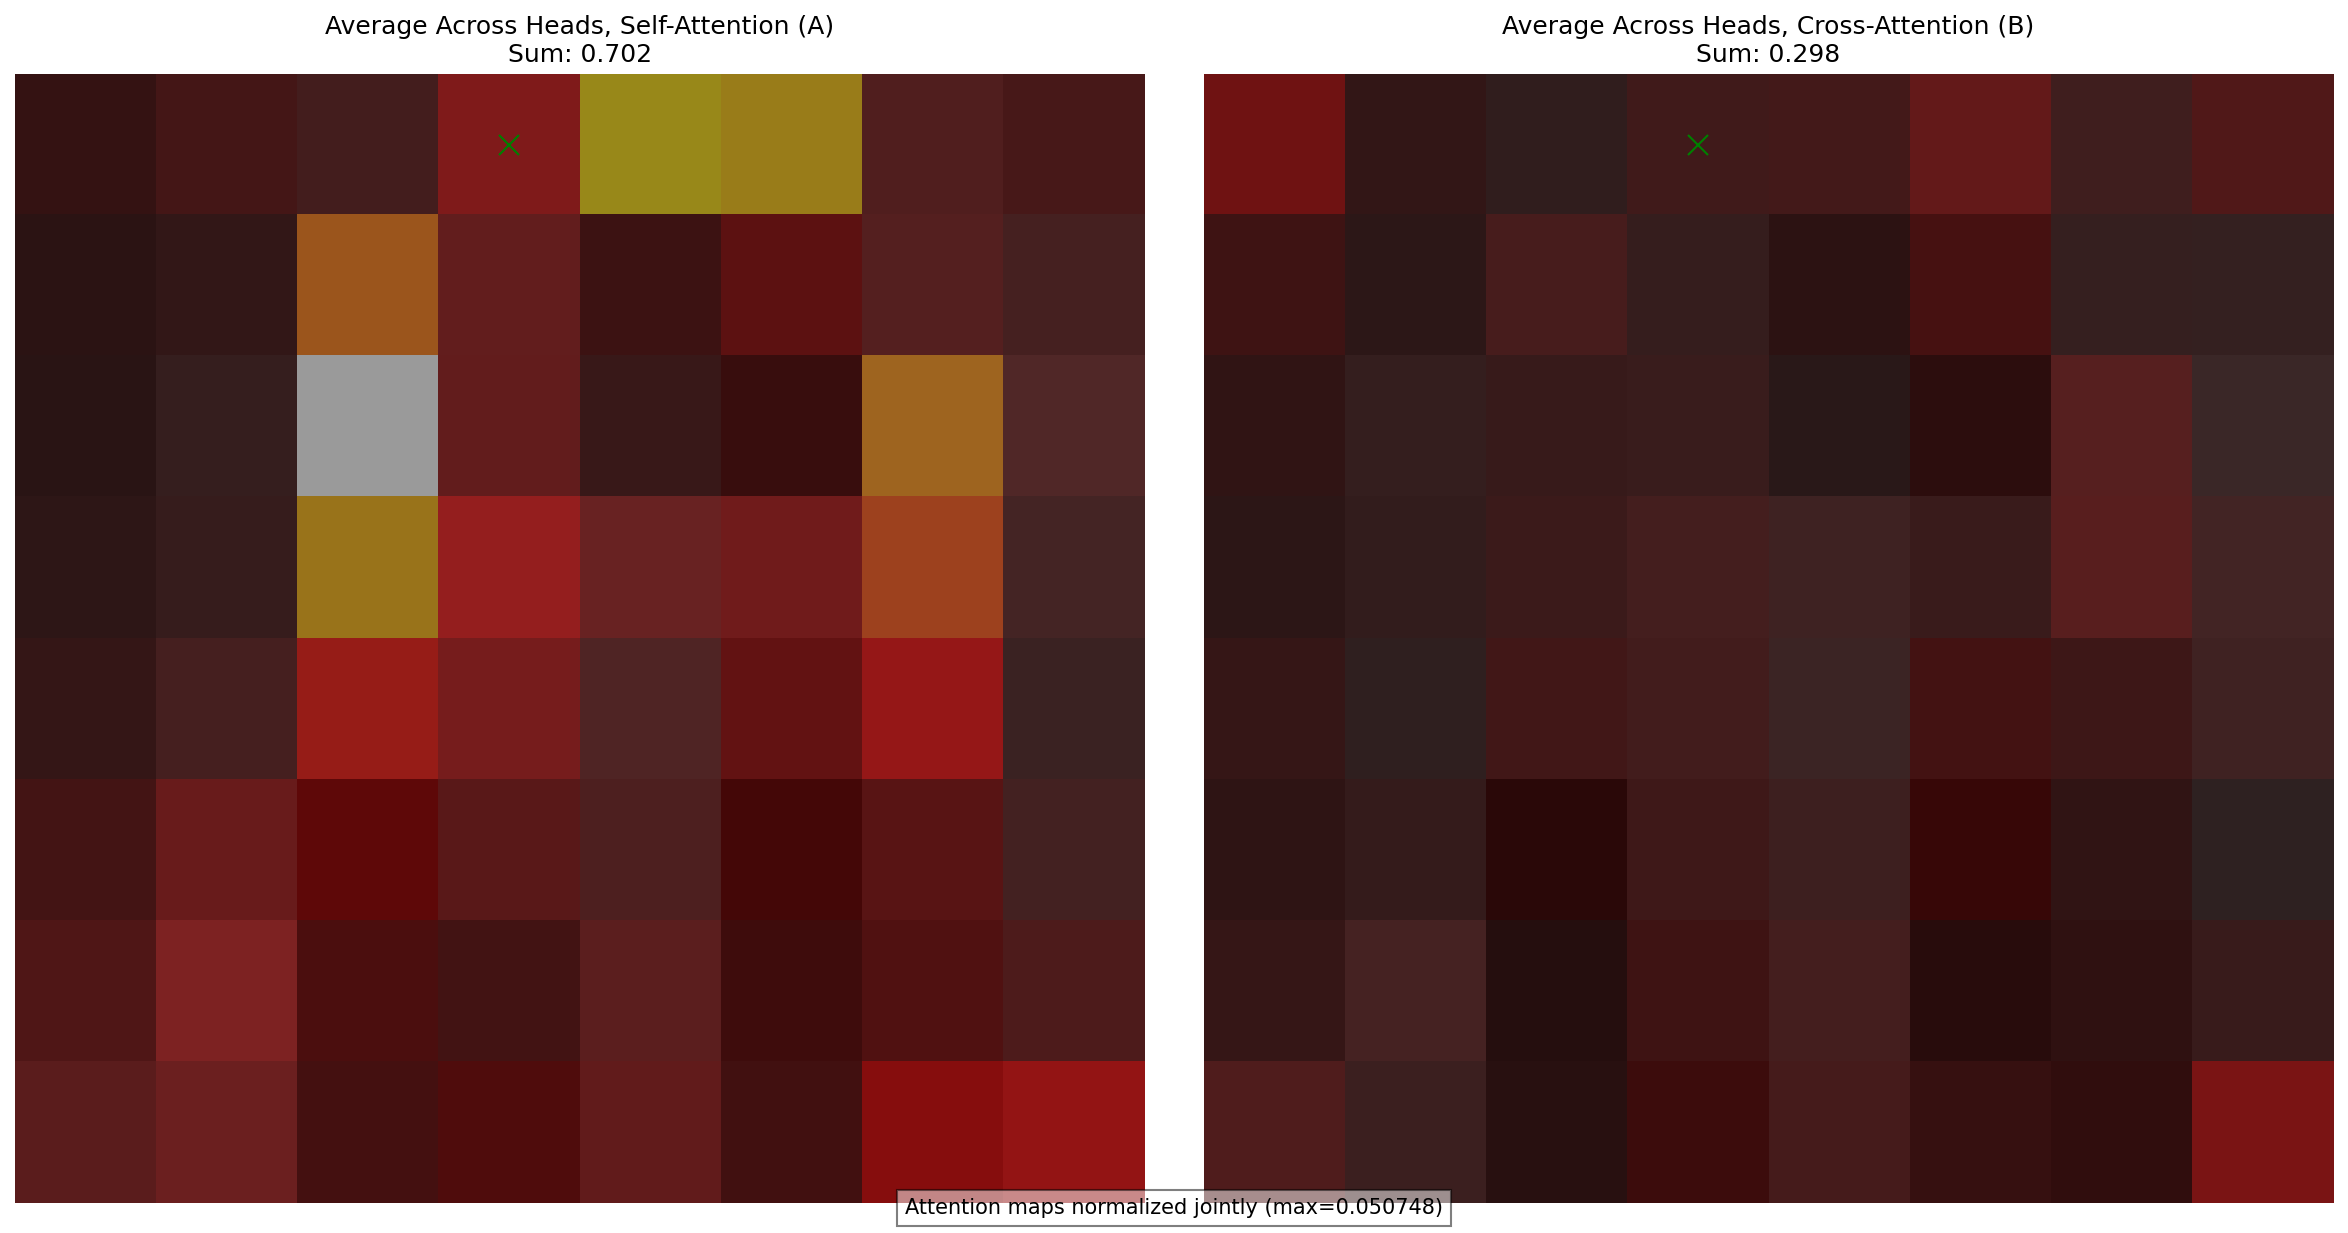 Average Across Heads, Self-Attention (A)
Sum: 0.702
Average Across Heads, Cross-Attention (B)
Sum: 0.298
Attention maps normalized jointly (max=0.050748)